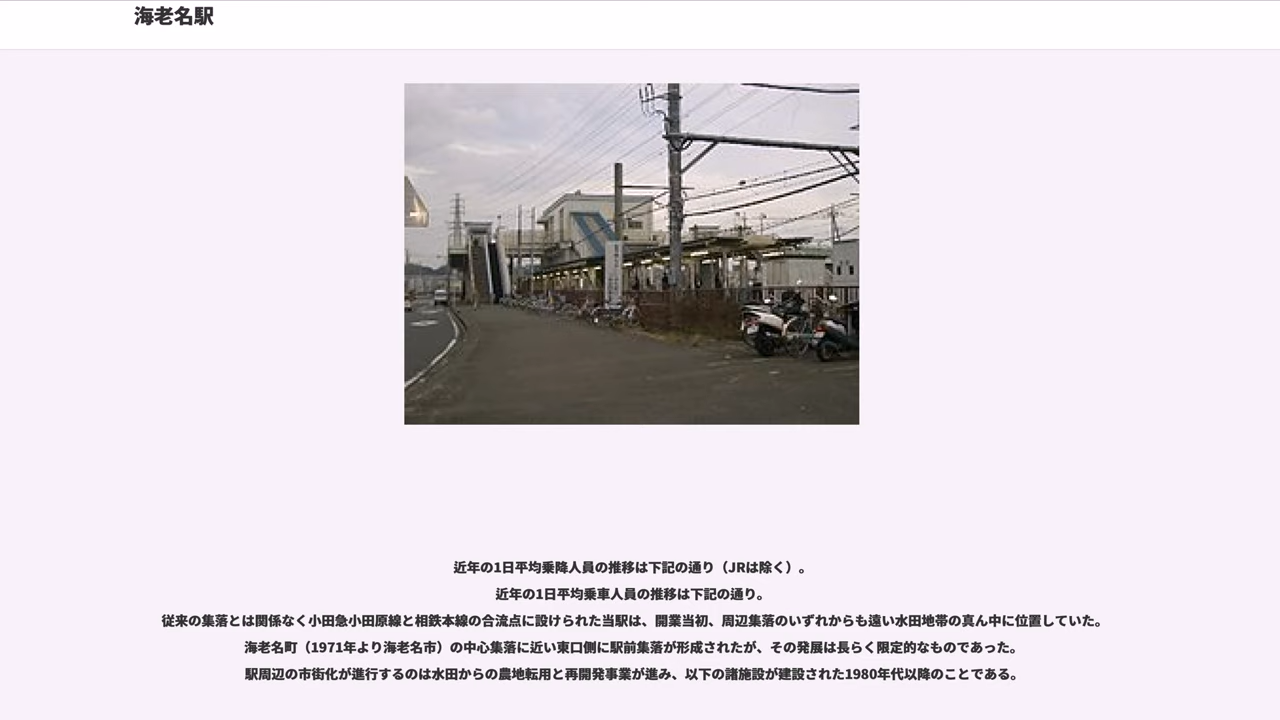 海老名駅
近年の1日平均乗降人員の推移は下記の通り（JRは除く）。
近年の1日平均乗車人員の推移は下記の通り。
従来の集落とは関係なく小田急小田原線と相鉄本線の合流点に設けられた当駅は、開業当初、周辺集落のいずれからも遠い水田地帯の真ん中に位置していた。
海老名町（1971年より海老名市）の中心集落に近い東口側に駅前集落が形成されたが、その発展は長らく限定的なものであった。
駅周辺の市街化が進行するのは水田からの農地転用と再開発事業が進み、以下の諸施設が建設された1980年代以降のことである。